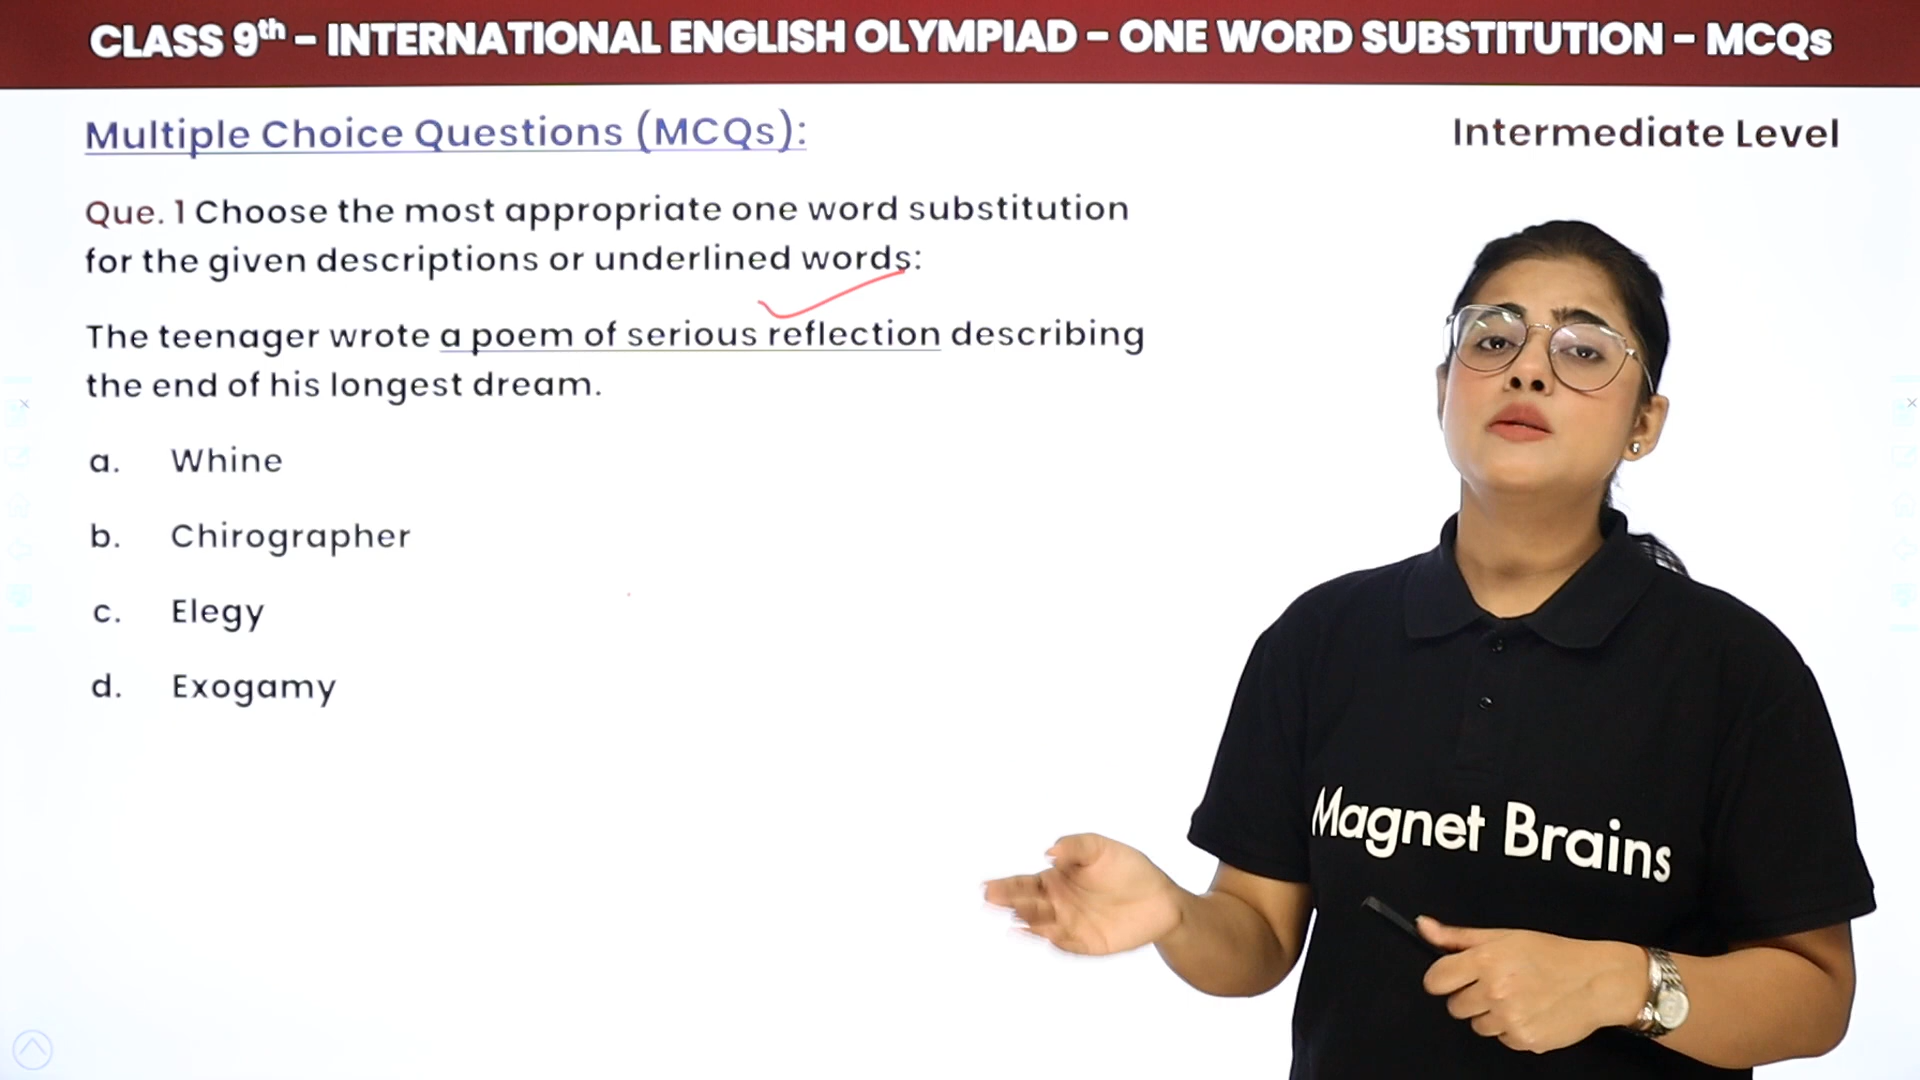 CLASS 9th – INTERNATIONAL ENGLISH OLYMPIAD – ONE WORD SUBSTITUTION – MCQs
Multiple Choice Questions (MCQs):
Intermediate Level
Que. 1 Choose the most appropriate one word substitution
for the given descriptions or underlined words:
The teenager wrote a poem of serious reflection describing
the end of his longest dream.
a. Whine
b. Chirographer
c. Elegy
d. Exogamy
Magnet Brains